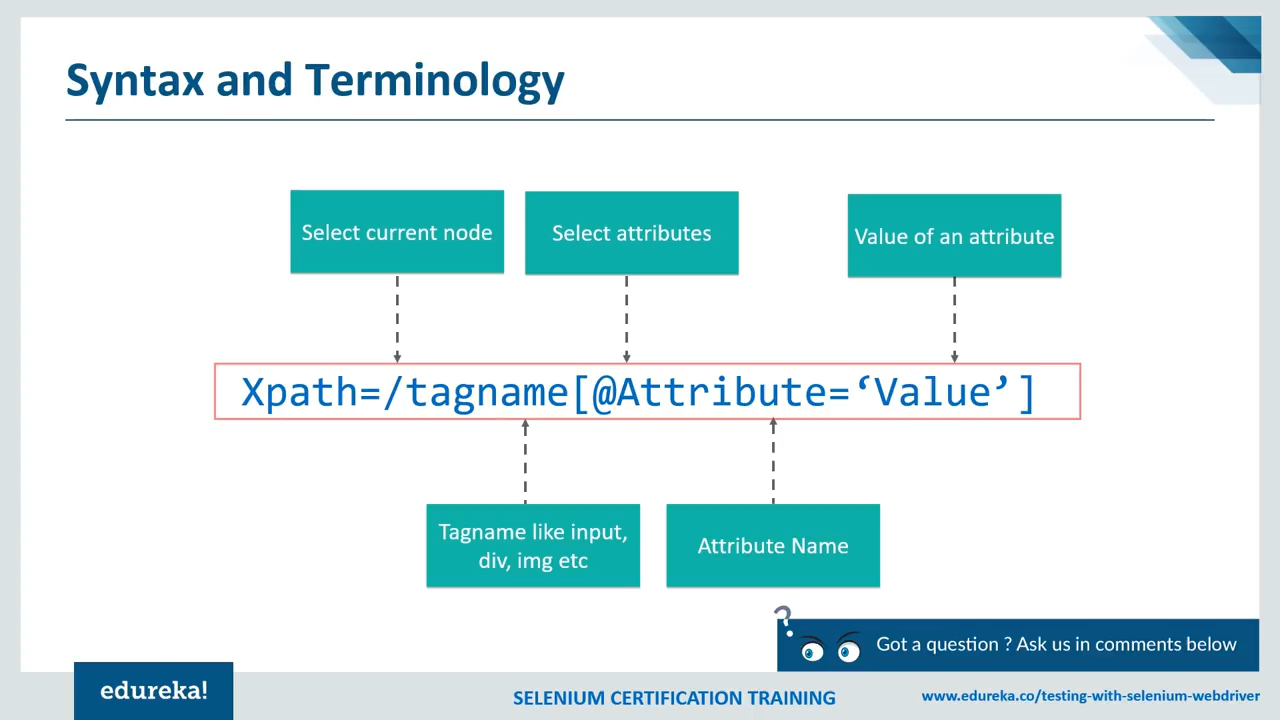 Syntax and Terminology
Select current node
Select attributes
Value of an attribute
Xpath=/tagname[@Attribute=‘Value’]
Tagname like input,
div, img etc
Attribute Name
?
Got a question ? Ask us in comments below
edureka!
SELENIUM CERTIFICATION TRAINING
www.edureka.co/testing-with-selenium-webdriver